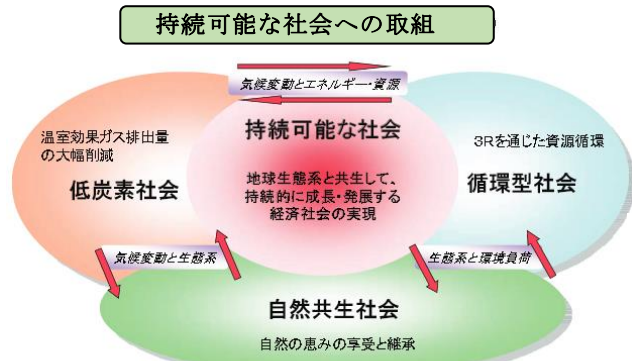 持続可能な社会への取組
気候変動とエネルギー・資源
温室効果ガス排出量
の大幅削減
低炭素社会
持続可能な社会
地球生態系と共生して、
持続的に成長・発展する
経済社会の実現
3Rを通じた資源循環
循環型社会
気候変動と生態系
生態系と環境負荷
自然共生社会
自然の恵みの享受と継承